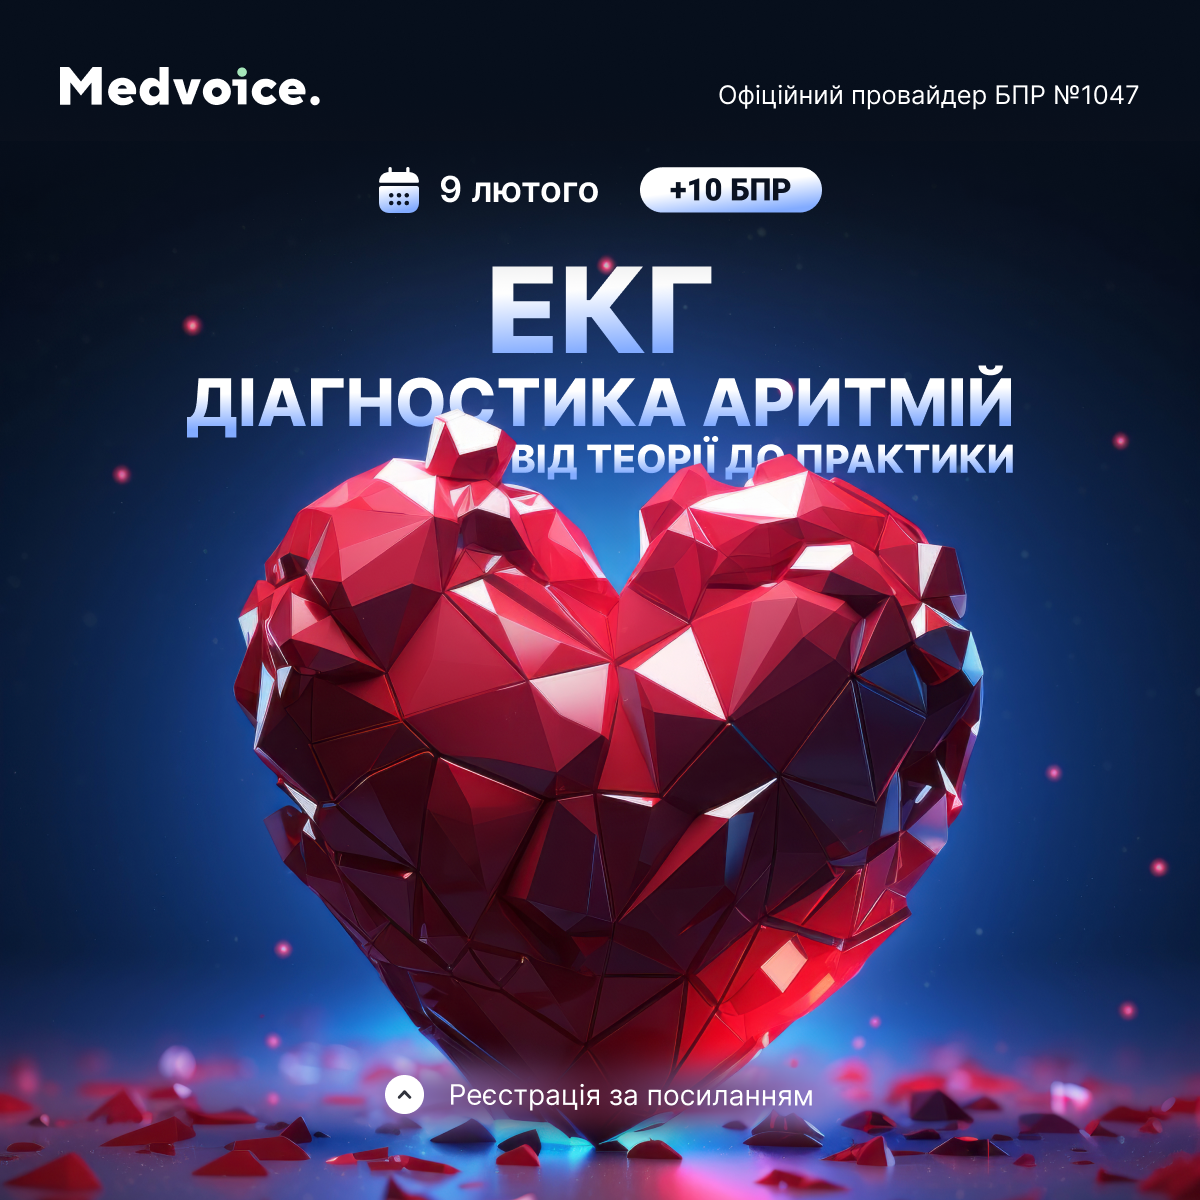 Medvoice.
Офіційний провайдер БПР №1047
9 лютого
+10 БПР
ЕКГ
ДІАГНОСТИКА АРИТМІЙ
ВІД ТЕОРІЇ ДО ПРАКТИКИ
Реєстрація за посиланням